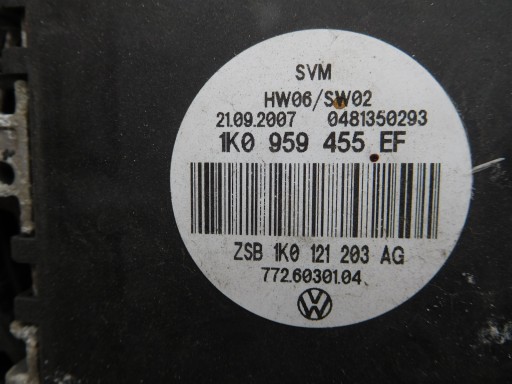 SVM
HW06/SW02
21.09.2007 0481350293
1K0 959 455 EF
ZSB 1K0 121 203 AG
772.60301.04